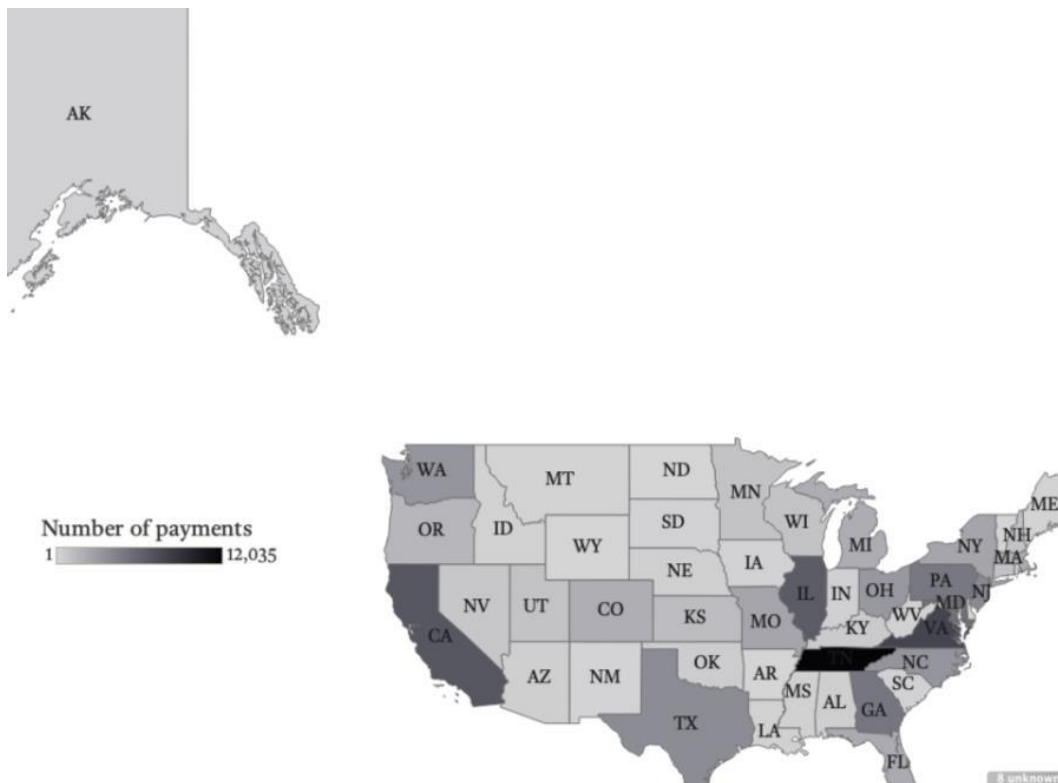 AK
WA
MT
ND
MN
ME
OR
ID
SD
WI
MI
NY
NH
MA
WY
IA
NE
PA
NJ
Number of payments
1 12,035
NV
UT
CO
KS
MO
IL
IN
OH
MD
WV
VA
KY
CA
TN
NC
AZ
NM
OK
AR
SC
MS
AL
GA
TX
LA
FL
8 unknown